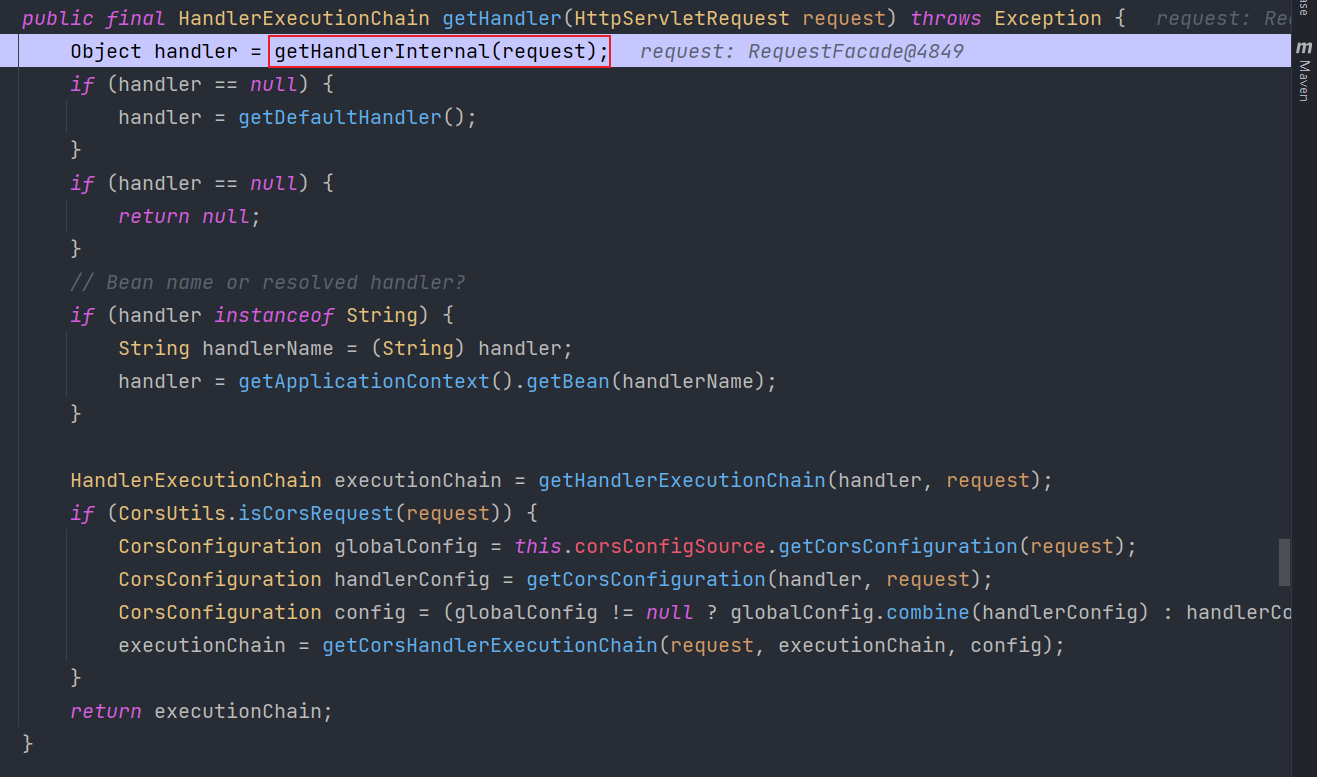 public final HandlerExecutionChain getHandler(HttpServletRequest request) throws Exception {   request: Re
    Object handler = getHandlerInternal(request);   request: RequestFacade@4849
    if (handler == null) {
        handler = getDefaultHandler();
    }
    if (handler == null) {
        return null;
    }
    // Bean name or resolved handler?
    if (handler instanceof String) {
        String handlerName = (String) handler;
        handler = getApplicationContext().getBean(handlerName);
    }

    HandlerExecutionChain executionChain = getHandlerExecutionChain(handler, request);
    if (CorsUtils.isCorsRequest(request)) {
        CorsConfiguration globalConfig = this.corsConfigSource.getCorsConfiguration(request);
        CorsConfiguration handlerConfig = getCorsConfiguration(handler, request);
        CorsConfiguration config = (globalConfig != null ? globalConfig.combine(handlerConfig) : handlerCo
        executionChain = getCorsHandlerExecutionChain(request, executionChain, config);
    }
    return executionChain;
}
m Maven